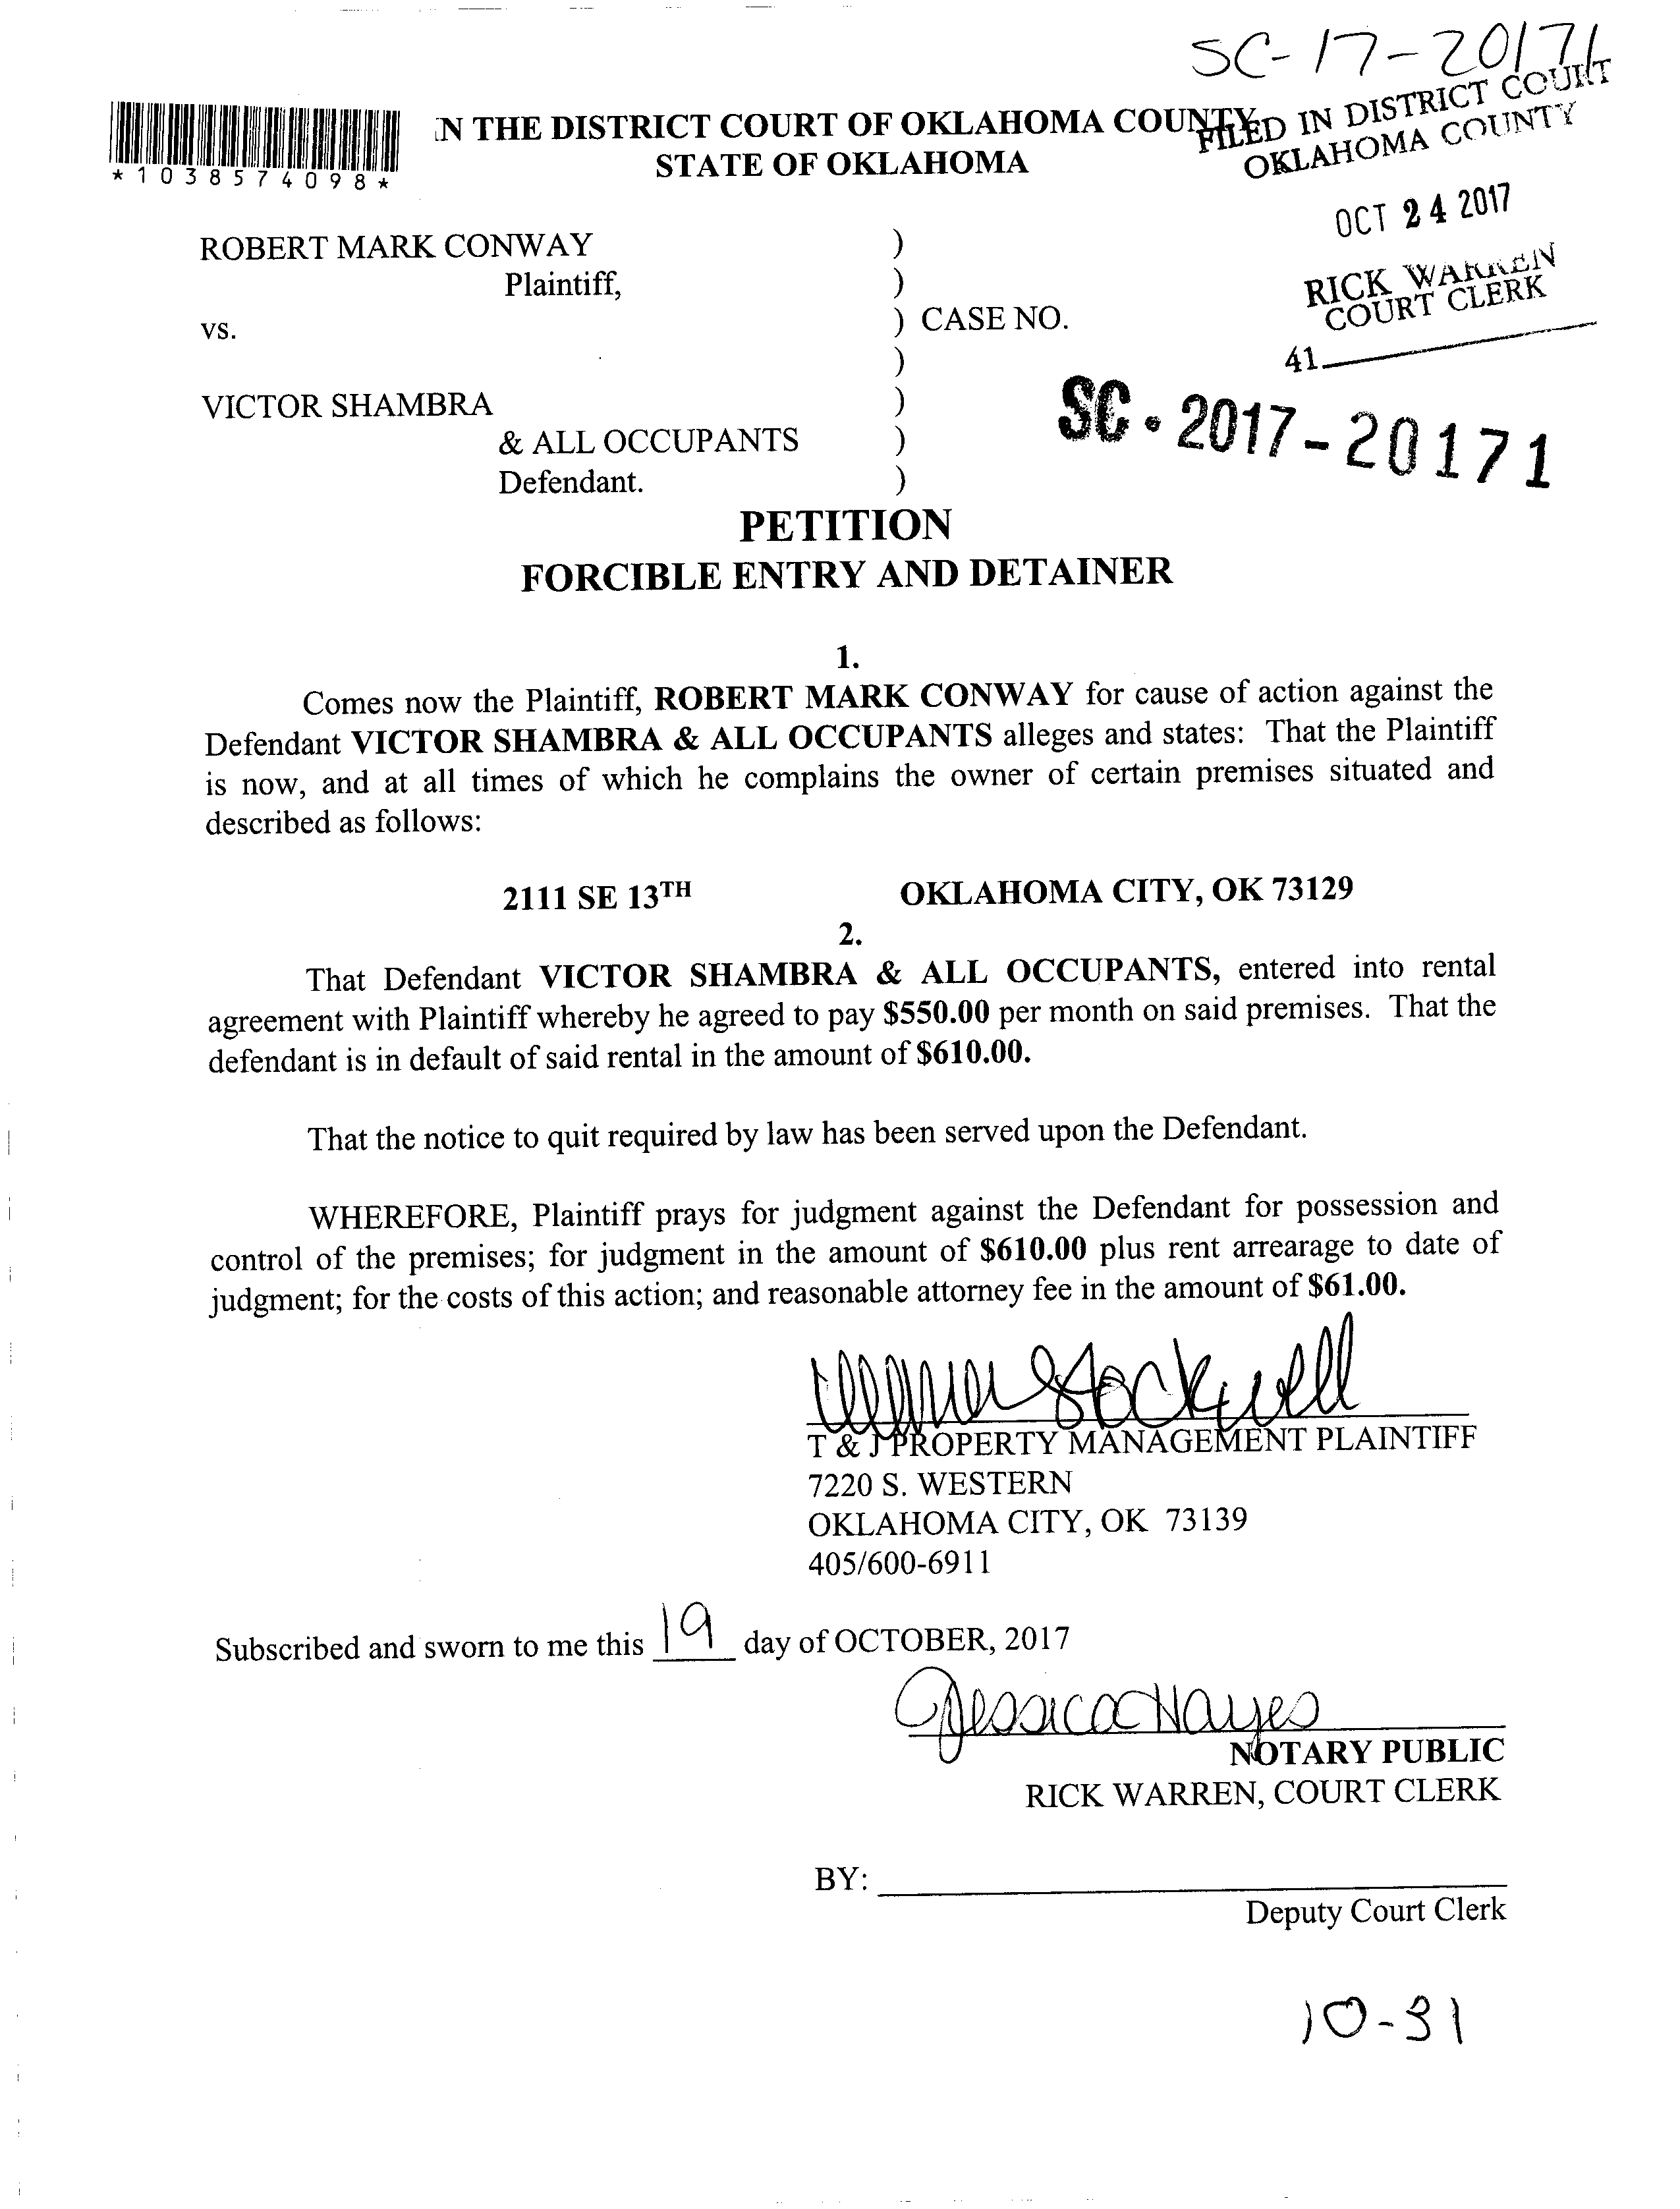 SC-17-20171
IN THE DISTRICT COURT OF OKLAHOMA COUNTY
STATE OF OKLAHOMA
*1038574098*
FILED IN DISTRICT COURT
OKLAHOMA COUNTY
OCT 24 2017
RICK WARREN
COURT CLERK
41
ROBERT MARK CONWAY )
Plaintiff, )
vs. ) CASE NO.
)
VICTOR SHAMBRA )
& ALL OCCUPANTS )
Defendant. )
SC-2017-20171
PETITION
FORCIBLE ENTRY AND DETAINER
1.
Comes now the Plaintiff, ROBERT MARK CONWAY for cause of action against the
Defendant VICTOR SHAMBRA & ALL OCCUPANTS alleges and states: That the Plaintiff
is now, and at all times of which he complains the owner of certain premises situated and
described as follows:
2111 SE 13TH OKLAHOMA CITY, OK 73129
2.
That Defendant VICTOR SHAMBRA & ALL OCCUPANTS, entered into rental
agreement with Plaintiff whereby he agreed to pay $550.00 per month on said premises. That the
defendant is in default of said rental in the amount of $610.00.
That the notice to quit required by law has been served upon the Defendant.
WHEREFORE, Plaintiff prays for judgment against the Defendant for possession and
control of the premises; for judgment in the amount of $610.00 plus rent arrearage to date of
judgment; for the costs of this action; and reasonable attorney fee in the amount of $61.00.
Stockwell
T & J PROPERTY MANAGEMENT PLAINTIFF
7220 S. WESTERN
OKLAHOMA CITY, OK 73139
405/600-6911
Subscribed and sworn to me this 19 day of OCTOBER, 2017
Jessica Hayes
NOTARY PUBLIC
RICK WARREN, COURT CLERK
BY:
Deputy Court Clerk
10-31